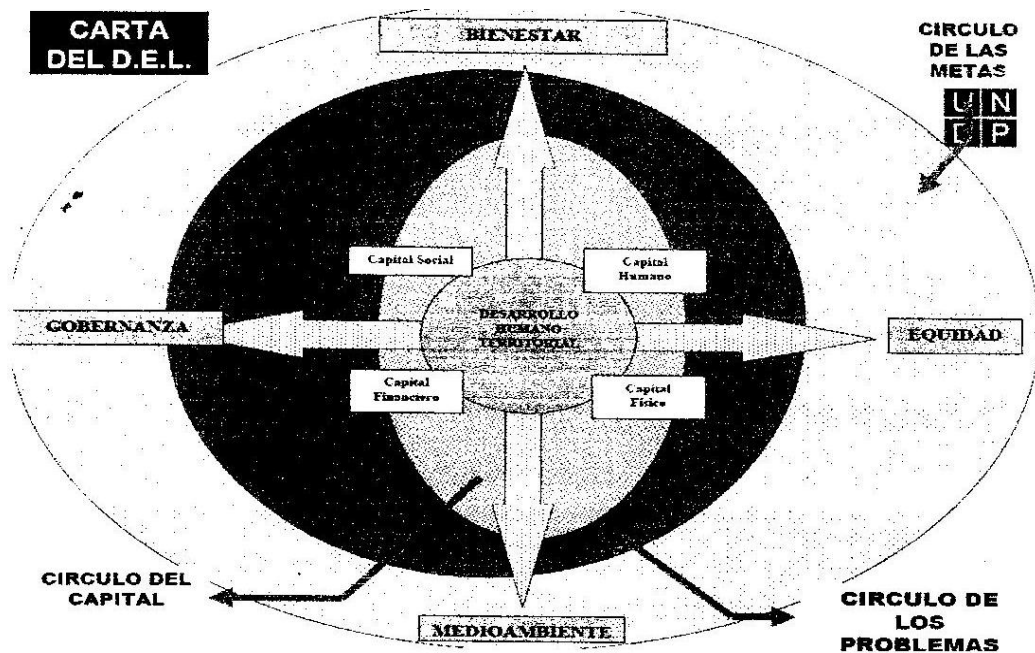 CARTA
DEL D.E.L.
BIENESTAR
CIRCULO
DE LAS
METAS
U N
D P
Capital Social
Capital
Humano
GOBERNANZA
DESARROLLO
HUMANO
TERRITORIAL
EQUIDAD
Capital
Financiero
Capital
Físico
CIRCULO DEL
CAPITAL
MEDIOAMBIENTE
CIRCULO DE
LOS
PROBLEMAS